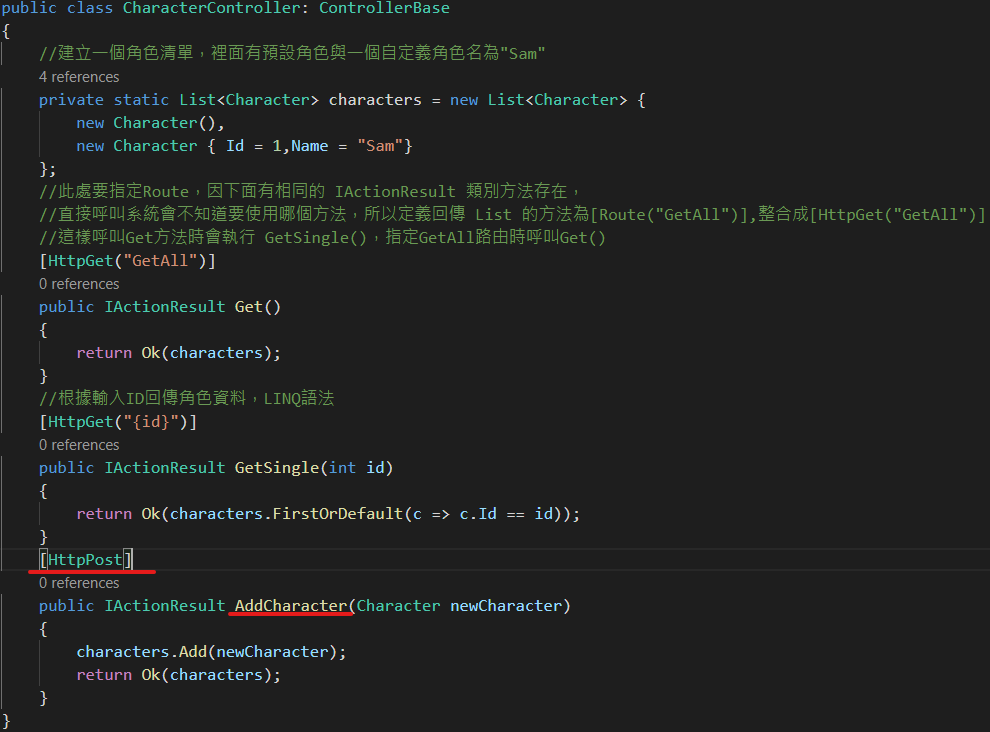 public class CharacterController: ControllerBase
{
//建立一個角色清單，裡面有預設角色與一個自定義角色名為"Sam"
4 references
private static List<Character> characters = new List<Character> {
new Character(),
new Character { Id = 1,Name = "Sam"}
};
//此處要指定Route，因下面有相同的 IActionResult 類別方法存在，
//直接呼叫系統會不知道要使用哪個方法，所以定義回傳 List 的方法為[Route("GetAll")],整合成[HttpGet("GetAll")]
//這樣呼叫Get方法時會執行 GetSingle()，指定GetAll路由時呼叫Get()
[HttpGet("GetAll")]
0 references
public IActionResult Get()
{
return Ok(characters);
}
//根據輸入ID回傳角色資料，LINQ語法
[HttpGet("{id}")]
0 references
public IActionResult GetSingle(int id)
{
return Ok(characters.FirstOrDefault(c => c.Id == id));
}
[HttpPost]
0 references
public IActionResult AddCharacter(Character newCharacter)
{
characters.Add(newCharacter);
return Ok(characters);
}
}